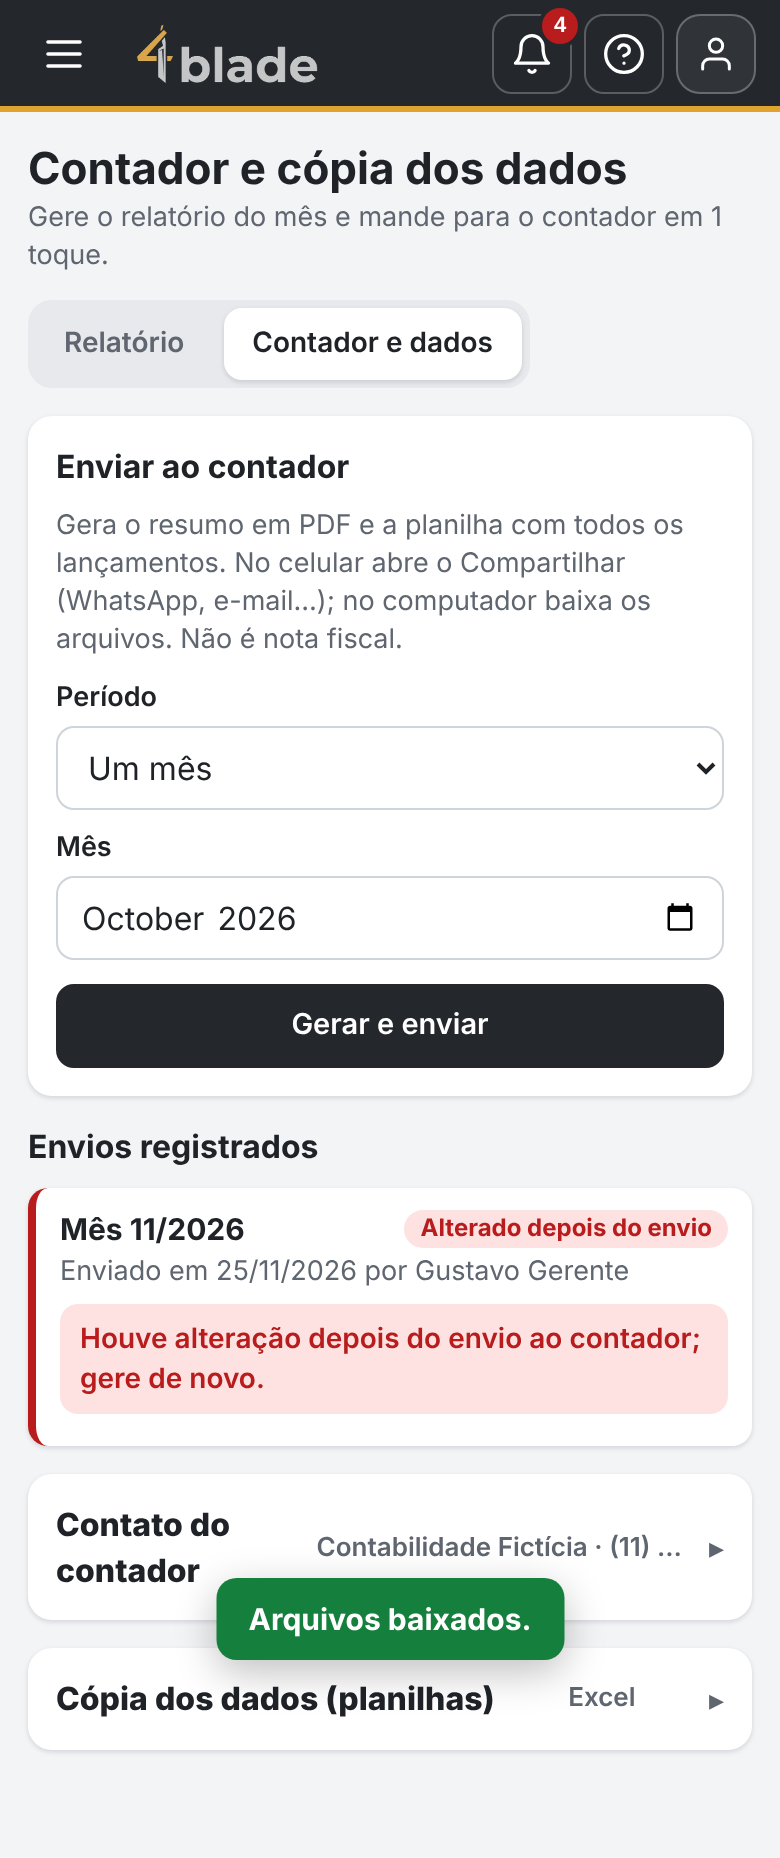 4blade
4
Contador e cópia dos dados
Gere o relatório do mês e mande para o contador em 1
toque.
Relatório
Contador e dados
Enviar ao contador
Gera o resumo em PDF e a planilha com todos os
lançamentos. No celular abre o Compartilhar
(WhatsApp, e-mail...); no computador baixa os
arquivos. Não é nota fiscal.
Período
Um mês
Mês
October 2026
Gerar e enviar
Envios registrados
Mês 11/2026
Alterado depois do envio
Enviado em 25/11/2026 por Gustavo Gerente
Houve alteração depois do envio ao contador;
gere de novo.
Contato do
contador
Contabilidade Fictícia · (11) ...
Arquivos baixados.
Cópia dos dados (planilhas)
Excel